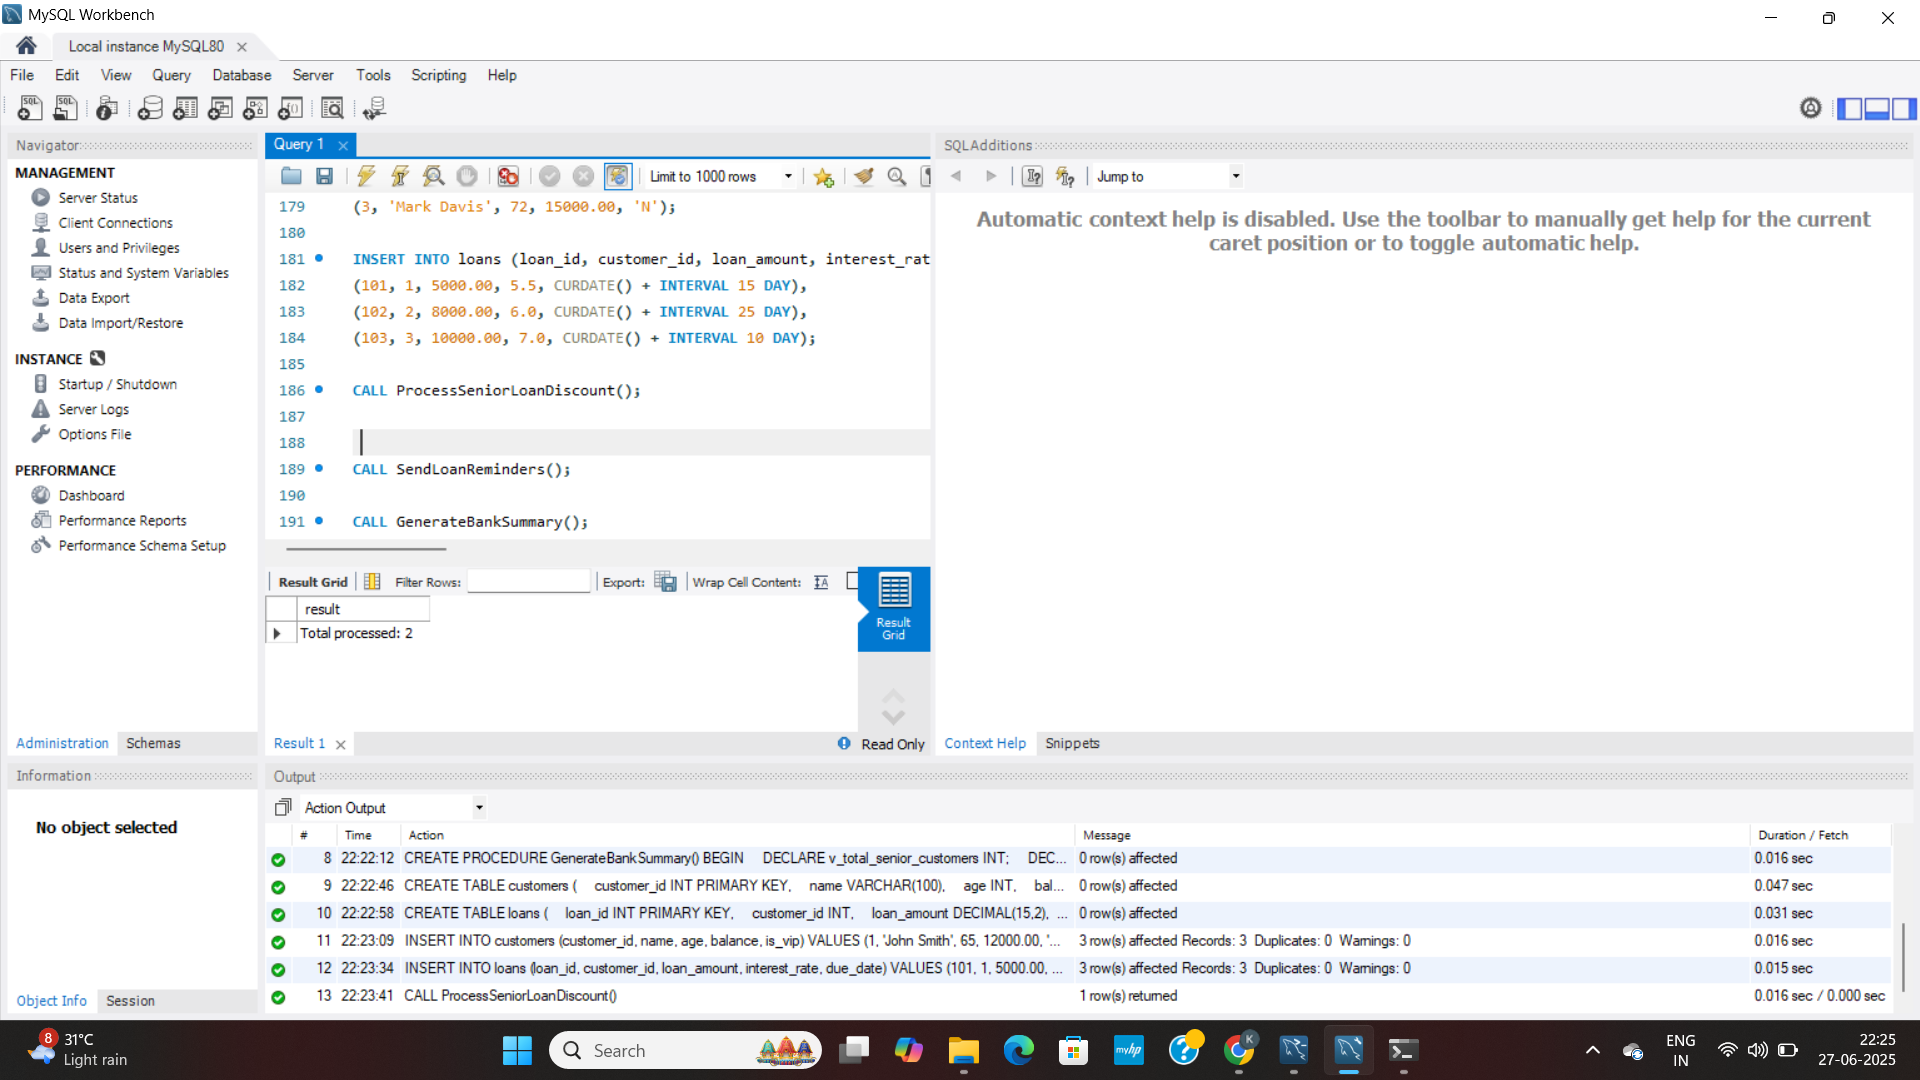 MySQL Workbench
Local instance MySQL80
File Edit View Query Database Server Tools Scripting Help
Navigator
MANAGEMENT
Server Status
Client Connections
Users and Privileges
Status and System Variables
Data Export
Data Import/Restore
INSTANCE
Startup / Shutdown
Server Logs
Options File
PERFORMANCE
Dashboard
Performance Reports
Performance Schema Setup
Administration Schemas
Information
No object selected
Object Info Session
Query 1
Limit to 1000 rows
179 (3, 'Mark Davis', 72, 15000.00, 'N');
180
181 INSERT INTO loans (loan_id, customer_id, loan_amount, interest_rat
182 (101, 1, 5000.00, 5.5, CURDATE() + INTERVAL 15 DAY),
183 (102, 2, 8000.00, 6.0, CURDATE() + INTERVAL 25 DAY),
184 (103, 3, 10000.00, 7.0, CURDATE() + INTERVAL 10 DAY);
185
186 CALL ProcessSeniorLoanDiscount();
187
188
189 CALL SendLoanReminders();
190
191 CALL GenerateBankSummary();
Result Grid Filter Rows: Export: Wrap Cell Content:
result
Total processed: 2
Result
Grid
Result 1 Read Only
SQLAdditions
Jump to
Automatic context help is disabled. Use the toolbar to manually get help for the current
caret position or to toggle automatic help.
Context Help Snippets
Output
Action Output
# Time Action Message Duration / Fetch
8 22:22:12 CREATE PROCEDURE GenerateBankSummary() BEGIN DECLARE v_total_senior_customers INT; DEC... 0 row(s) affected 0.016 sec
9 22:22:46 CREATE TABLE customers ( customer_id INT PRIMARY KEY, name VARCHAR(100), age INT, bal... 0 row(s) affected 0.047 sec
10 22:22:58 CREATE TABLE loans ( loan_id INT PRIMARY KEY, customer_id INT, loan_amount DECIMAL(15,2), ... 0 row(s) affected 0.031 sec
11 22:23:09 INSERT INTO customers (customer_id, name, age, balance, is_vip) VALUES (1, 'John Smith', 65, 12000.00, '... 3 row(s) affected Records: 3 Duplicates: 0 Warnings: 0 0.016 sec
12 22:23:34 INSERT INTO loans (loan_id, customer_id, loan_amount, interest_rate, due_date) VALUES (101, 1, 5000.00, ... 3 row(s) affected Records: 3 Duplicates: 0 Warnings: 0 0.015 sec
13 22:23:41 CALL ProcessSeniorLoanDiscount() 1 row(s) returned 0.016 sec / 0.000 sec
8
31°C
Light rain
Search
myhp
K
ENG
IN
22:25
27-06-2025